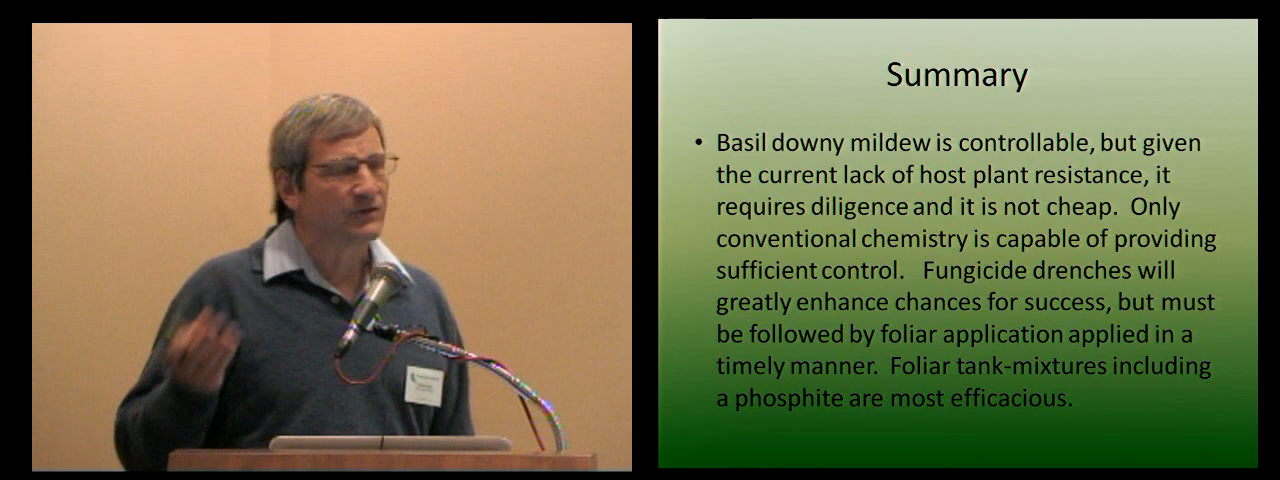 Summary
• Basil downy mildew is controllable, but given
the current lack of host plant resistance, it
requires diligence and it is not cheap. Only
conventional chemistry is capable of providing
sufficient control. Fungicide drenches will
greatly enhance chances for success, but must
be followed by foliar application applied in a
timely manner. Foliar tank-mixtures including
a phosphite are most efficacious.